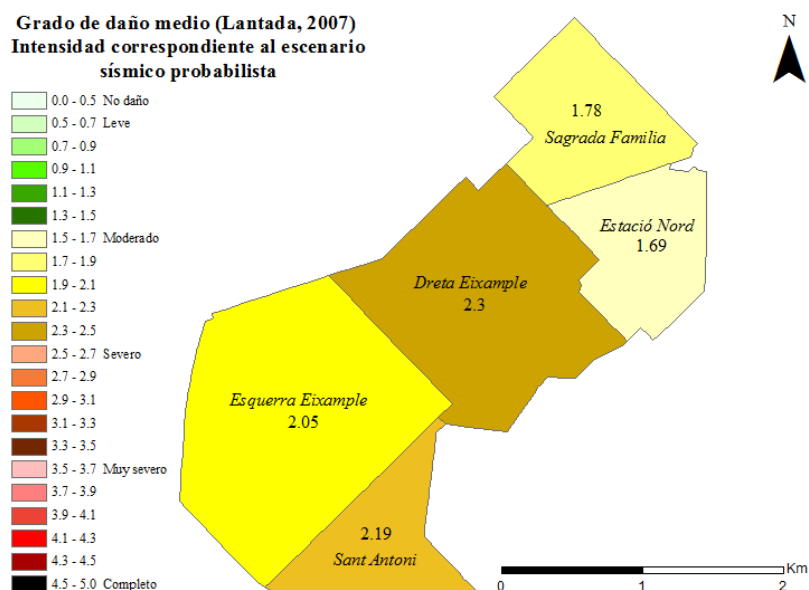 Grado de daño medio (Lantada, 2007)
Intensidad correspondiente al escenario
sísmico probabilista
0.0 - 0.5 No daño
0.5 - 0.7 Leve
0.7 - 0.9
0.9 - 1.1
1.1 - 1.3
1.3 - 1.5
1.5 - 1.7 Moderado
1.7 - 1.9
1.9 - 2.1
2.1 - 2.3
2.3 - 2.5
2.5 - 2.7 Severo
2.7 - 2.9
2.9 - 3.1
3.1 - 3.3
3.3 - 3.5
3.5 - 3.7 Muy severo
3.7 - 3.9
3.9 - 4.1
4.1 - 4.3
4.3 - 4.5
4.5 - 5.0 Completo
N
1.78
Sagrada Familia
Estació Nord
1.69
Dreta Eixample
2.3
Esquerra Eixample
2.05
2.19
Sant Antoni
Km
0 1 2